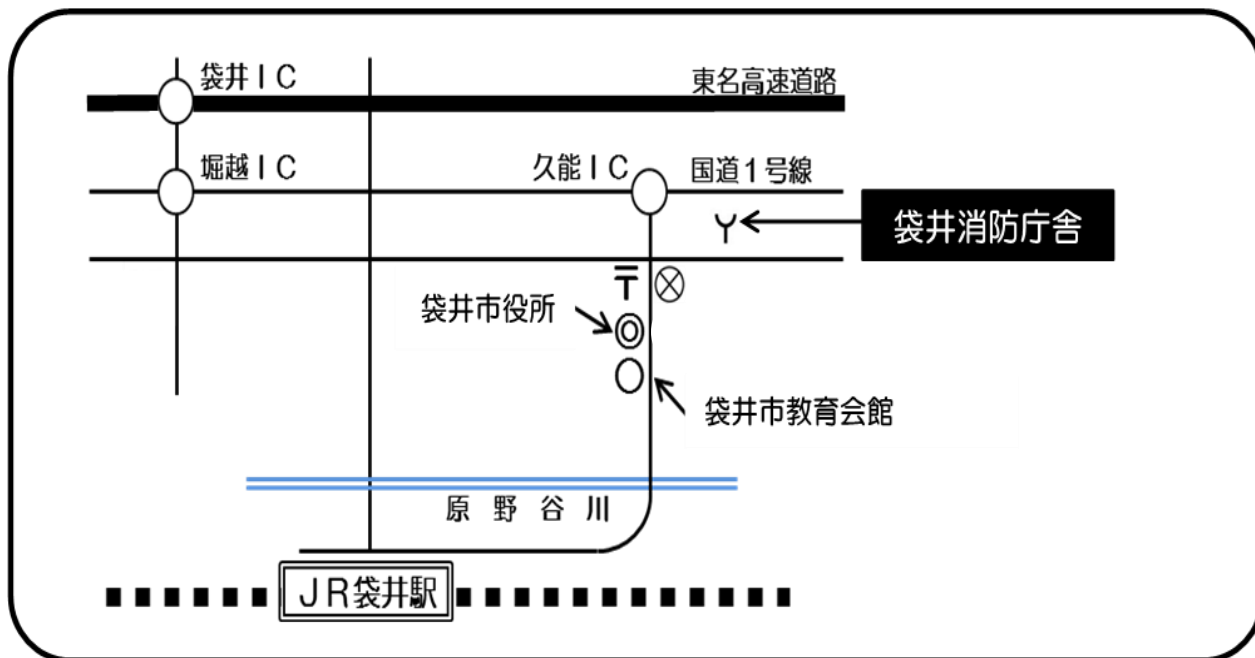 袋井IC
東名高速道路
堀越IC
久能IC
国道1号線
袋井消防庁舎
〒
袋井市役所
袋井市教育会館
原野谷川
JR袋井駅